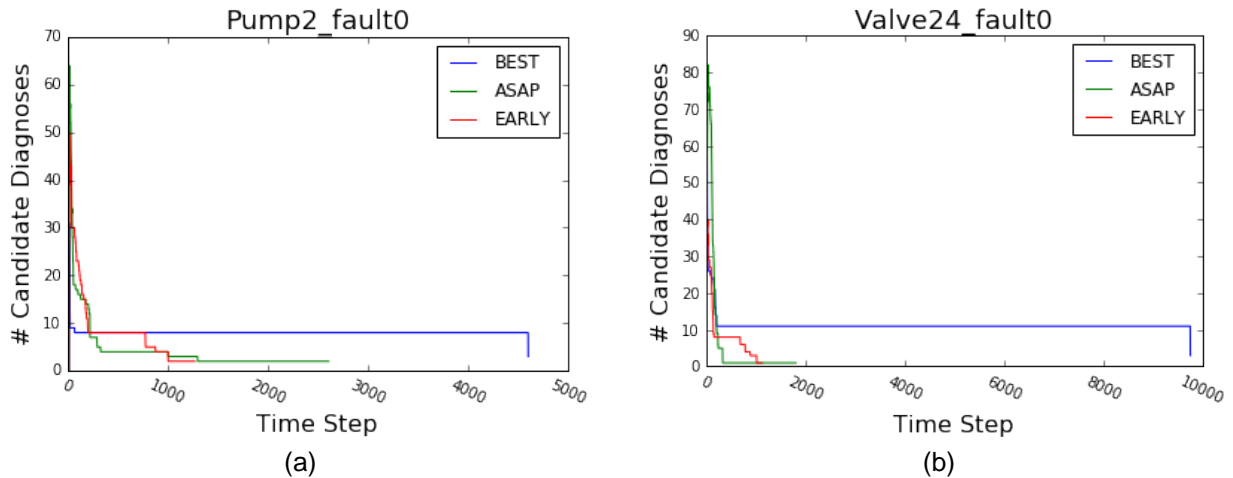 Pump2_fault0
70
60
50
40
30
20
10
0
# Candidate Diagnoses
BEST
ASAP
EARLY
0 1000 2000 3000 4000 5000
Time Step
(a)
Valve24_fault0
90
80
70
60
50
40
30
20
10
0
# Candidate Diagnoses
BEST
ASAP
EARLY
0 2000 4000 6000 8000 10000
Time Step
(b)